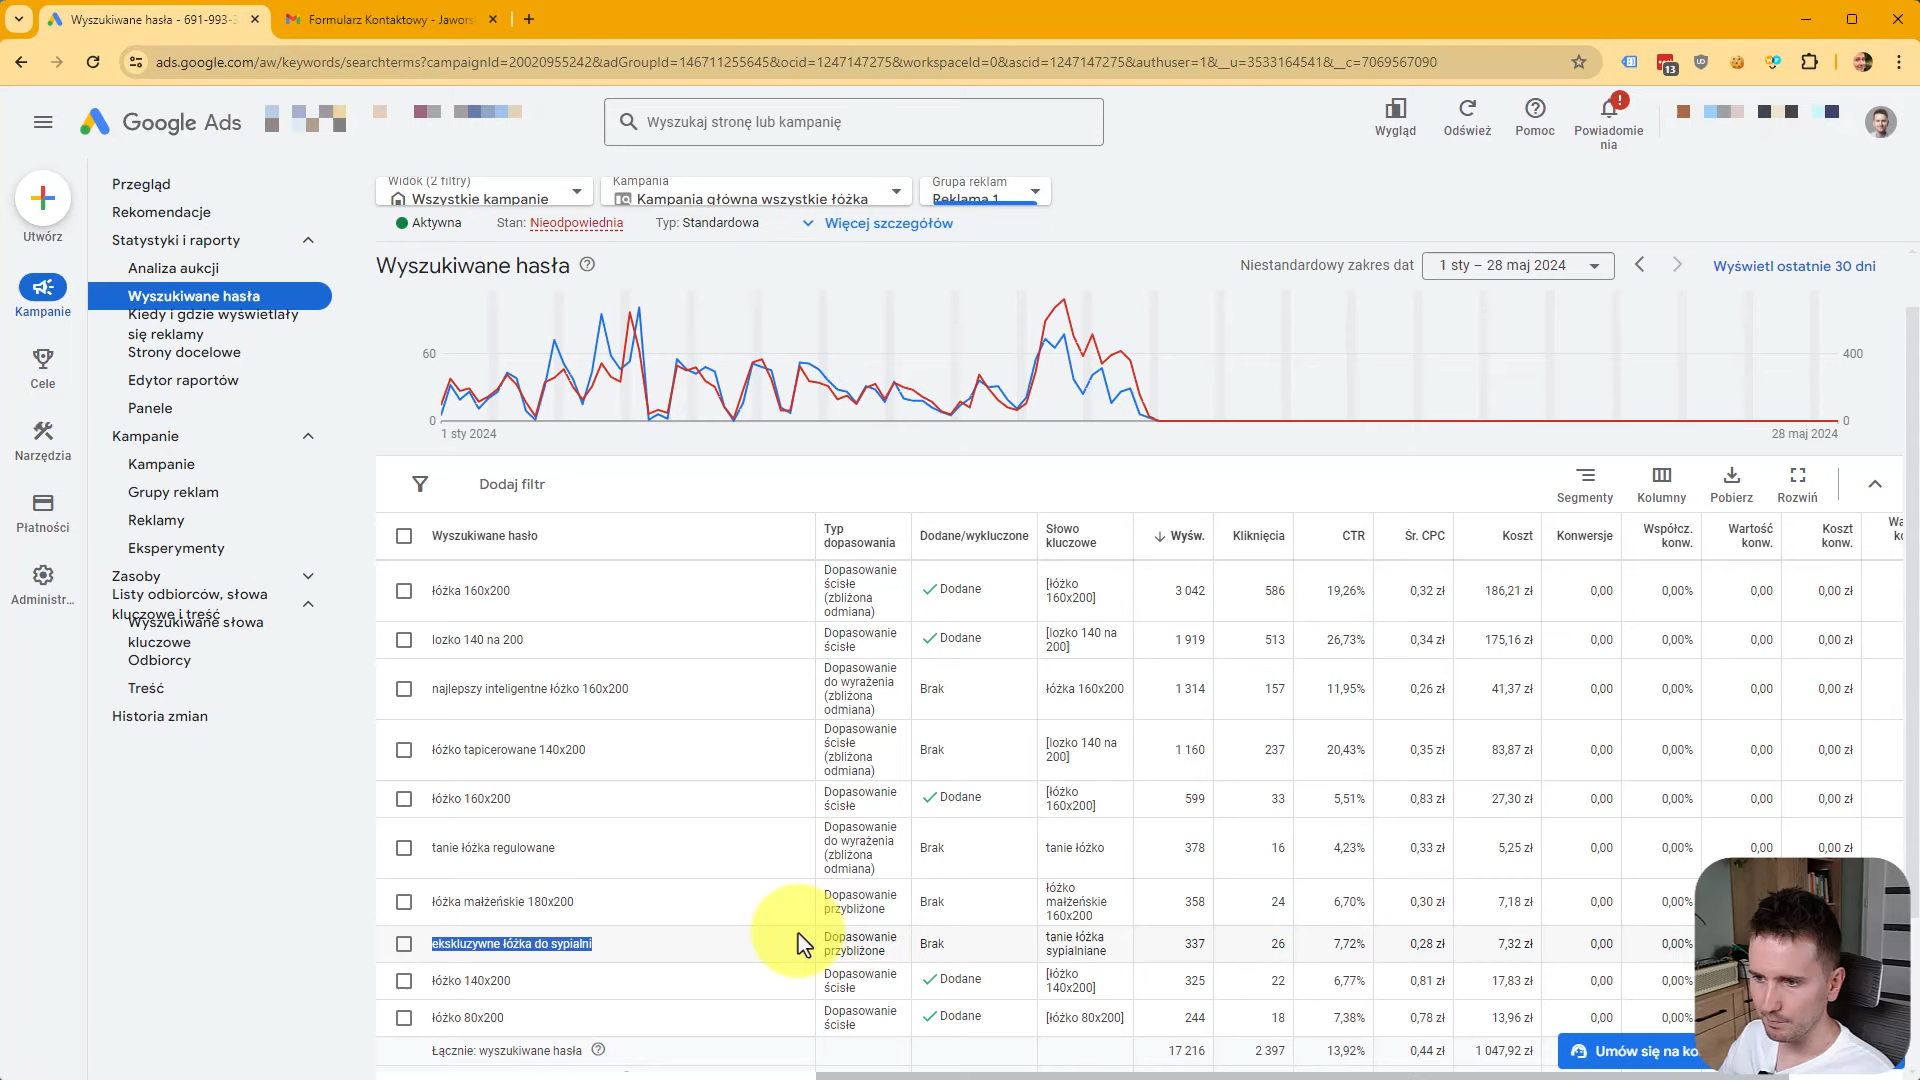 Wyszukiwane hasła - 691-993-3
Formularz Kontaktowy - Jawors
ads.google.com/aw/keywords/searchterms?campaignId=20020955242&adGroupId=146711255645&ocid=1247147275&workspaceId=0&ascid=1247147275&authuser=1&__u=3533164541&__c=7069567090
13
Google Ads
Wyszukaj stronę lub kampanię
Wygląd
Odśwież
Pomoc
!
Powiadomie
nia
Utwórz
Kampanie
Cele
Narzędzia
Płatności
Administr...
Przegląd
Rekomendacje
Statystyki i raporty
Analiza aukcji
Wyszukiwane hasła
Kiedy i gdzie wyświetlały
się reklamy
Strony docelowe
Edytor raportów
Panele
Kampanie
Kampanie
Grupy reklam
Reklamy
Eksperymenty
Zasoby
Listy odbiorców, słowa
kluczowe i treść
Wyszukiwane słowa
kluczowe
Odbiorcy
Treść
Historia zmian
Widok (2 filtry)
Wszystkie kampanie
Kampania
Kampania główna wszystkie łóżka
Grupa reklam
Reklama 1
Aktywna Stan: Nieodpowiednia Typ: Standardowa Więcej szczegółów
Wyszukiwane hasła
Niestandardowy zakres dat 1 sty – 28 maj 2024 Wyświetl ostatnie 30 dni
60 400
0 0
1 sty 2024 28 maj 2024
Dodaj filtr
Segmenty Kolumny Pobierz Rozwiń
Wyszukiwane hasło
Typ
dopasowania
Dodane/wykluczone
Słowo
kluczowe
Wyśw.
Kliknięcia
CTR
Śr. CPC
Koszt
Konwersje
Współcz.
konw.
Wartość
konw.
Koszt
konw.
łóżka 160x200
Dopasowanie
ścisłe
(zbliżona
odmiana)
Dodane
[łóżko
160x200]
3 042 586 19,26% 0,32 zł 186,21 zł 0,00 0,00% 0,00 0,00 zł
lozko 140 na 200
Dopasowanie
ścisłe
Dodane
[lozko 140 na
200]
1 919 513 26,73% 0,34 zł 175,16 zł 0,00 0,00% 0,00 0,00 zł
najlepszy inteligentne łóżko 160x200
Dopasowanie
do wyrażenia
(zbliżona
odmiana)
Brak
łóżka 160x200
1 314 157 11,95% 0,26 zł 41,37 zł 0,00 0,00% 0,00 0,00 zł
łóżko tapicerowane 140x200
Dopasowanie
ścisłe
(zbliżona
odmiana)
Brak
[lozko 140 na
200]
1 160 237 20,43% 0,35 zł 83,87 zł 0,00 0,00% 0,00 0,00 zł
łóżko 160x200
Dopasowanie
ścisłe
Dodane
[łóżko
160x200]
599 33 5,51% 0,83 zł 27,30 zł 0,00 0,00% 0,00 0,00 zł
tanie łóżka regulowane
Dopasowanie
do wyrażenia
(zbliżona
odmiana)
Brak
tanie łóżko
378 16 4,23% 0,33 zł 5,25 zł 0,00 0,00% 0,00 0,00 zł
łóżka małżeńskie 180x200
Dopasowanie
przybliżone
Brak
łóżko
małżeńskie
160x200
358 24 6,70% 0,30 zł 7,18 zł 0,00 0,00%
ekskluzywne łóżka do sypialni
Dopasowanie
przybliżone
Brak
tanie łóżka
sypialniane
337 26 7,72% 0,28 zł 7,32 zł 0,00 0,00%
łóżko 140x200
Dopasowanie
ścisłe
Dodane
[łóżko
140x200]
325 22 6,77% 0,81 zł 17,83 zł 0,00 0,00%
łóżko 80x200
Dopasowanie
ścisłe
Dodane
[łóżko 80x200]
244 18 7,38% 0,78 zł 13,96 zł 0,00 0,00%
Łącznie: wyszukiwane hasła
17 216 2 397 13,92% 0,44 zł 1 047,92 zł
Umów się na ko